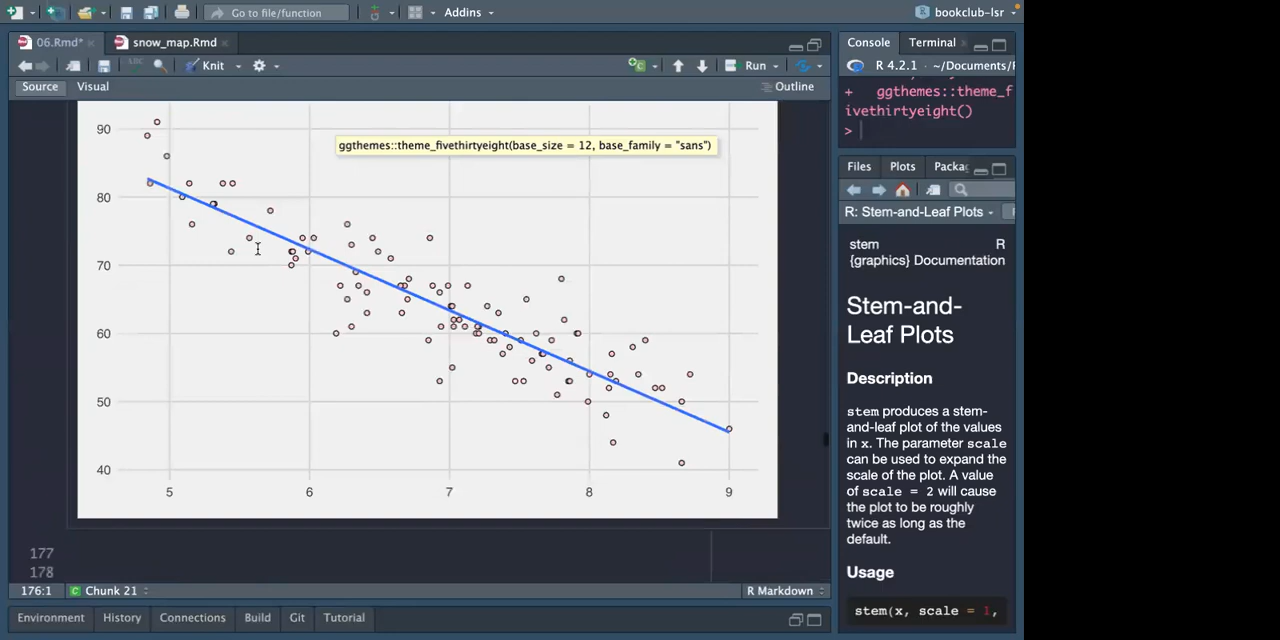 Go to file/function
Addins
bookclub-lsr
06.Rmd*
snow_map.Rmd
ABC
Knit
Run
Source
Visual
Outline
90
80
70
60
50
40
ggthemes::theme_fivethirtyeight(base_size = 12, base_family = "sans")
5
6
7
8
9
177
178
176:1
Chunk 21
R Markdown
Environment
History
Connections
Build
Git
Tutorial
Console
Terminal
R 4.2.1 · ~/Documents/
+ ggthemes::theme_f
ivethirtyeight()
>
Files
Plots
Packa
R: Stem-and-Leaf Plots
stem R
{graphics} Documentation
Stem-and-
Leaf Plots
Description
stem produces a stem-
and-leaf plot of the values
in x. The parameter scale
can be used to expand the
scale of the plot. A value
of scale = 2 will cause
the plot to be roughly
twice as long as the
default.
Usage
stem(x, scale = 1,